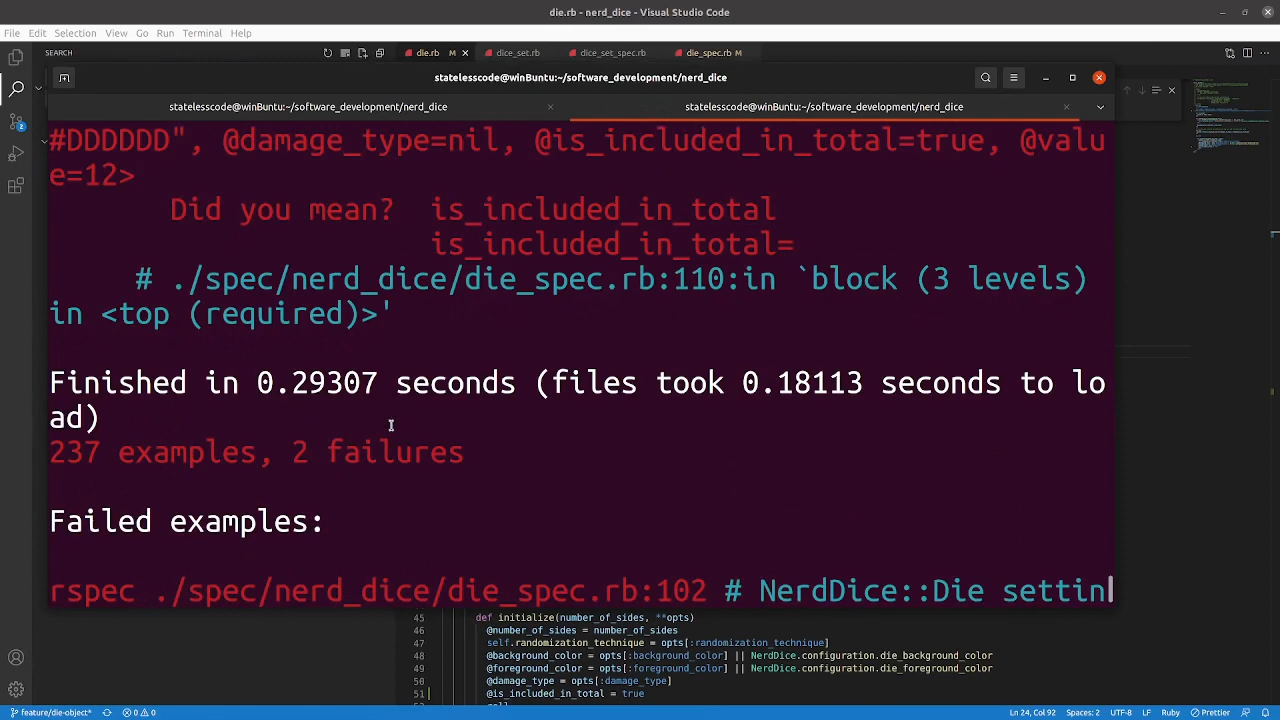 die.rb - nerd_dice - Visual Studio Code
File Edit Selection View Go Run Terminal Help
SEARCH
die.rb M
dice_set.rb
dice_set_spec.rb
die_spec.rb M
statelesscode@winBuntu:~/software_development/nerd_dice
statelesscode@winBuntu:~/software_development/nerd_dice
statelesscode@winBuntu:~/software_development/nerd_dice
#DDDDDD", @damage_type=nil, @is_included_in_total=true, @valu
e=12>
Did you mean? is_included_in_total
is_included_in_total=
# ./spec/nerd_dice/die_spec.rb:110:in `block (3 levels)
in <top (required)>'
Finished in 0.29307 seconds (files took 0.18113 seconds to lo
ad)
237 examples, 2 failures
Failed examples:
rspec ./spec/nerd_dice/die_spec.rb:102 # NerdDice::Die settin
45 def initialize(number_of_sides, **opts)
46 @number_of_sides = number_of_sides
47 self.randomization_technique = opts[:randomization_technique]
48 @background_color = opts[:background_color] || NerdDice.configuration.die_background_color
49 @foreground_color = opts[:foreground_color] || NerdDice.configuration.die_foreground_color
50 @damage_type = opts[:damage_type]
51 @is_included_in_total = true
feature/die-object* 0 0 Ln 24, Col 92 Spaces: 2 UTF-8 LF Ruby Prettier